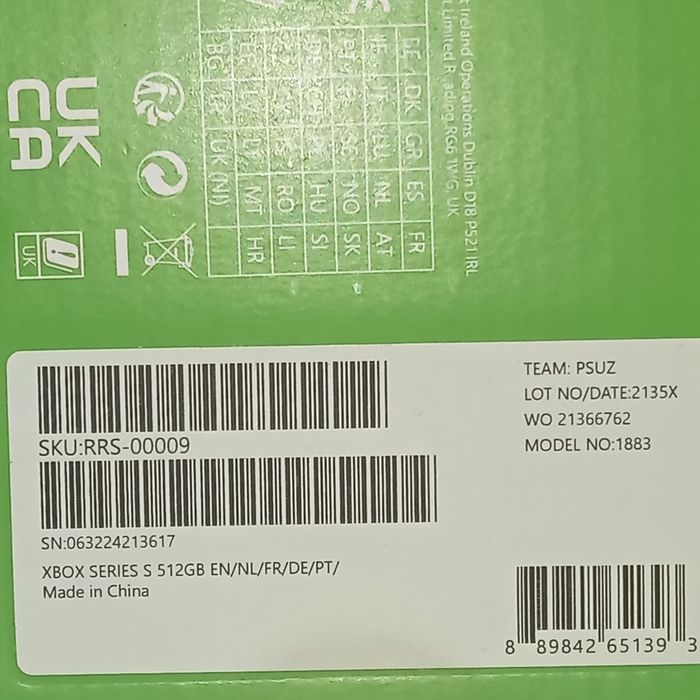 t Ireland Operations Dublin D18 P521 IRL
t Limited Reading RG6 1WG, UK
BE DK GR ES FR
IE IT NL AT
NO SK
CH HU SI
RO LI
MT HR
BG UK (NI)
UK
CA
UK
SKU:RRS-00009
SN:063224213617
XBOX SERIES S 512GB EN/NL/FR/DE/PT/
Made in China
TEAM: PSUZ
LOT NO/DATE:2135X
WO 21366762
MODEL NO:1883
8 89842 65139 3